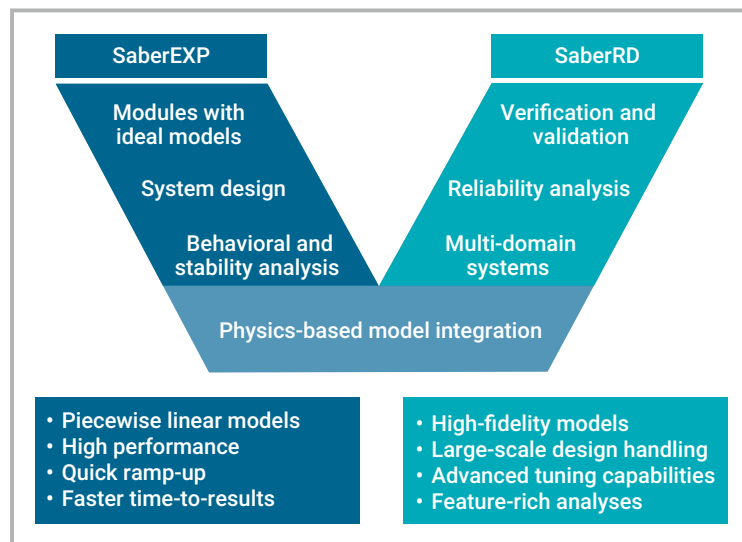 SaberEXP
Modules with
ideal models
System design
Behavioral and
stability analysis
SaberRD
Verification and
validation
Reliability analysis
Multi-domain
systems
Physics-based model integration
• Piecewise linear models
• High performance
• Quick ramp-up
• Faster time-to-results
• High-fidelity models
• Large-scale design handling
• Advanced tuning capabilities
• Feature-rich analyses